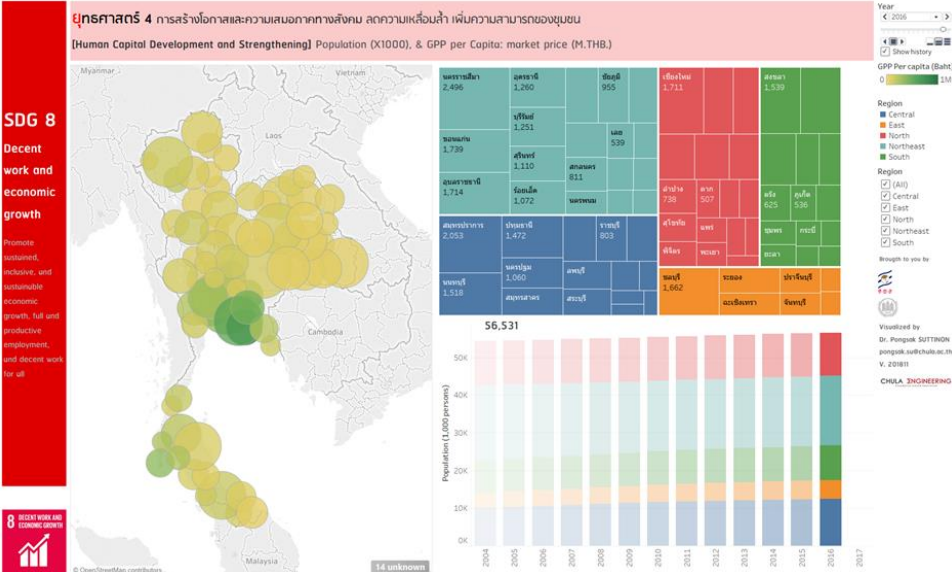 ยุทธศาสตร์ 4 การสร้างโอกาสและความเสมอภาคทางสังคม ลดความเหลื่อมล้ำ เพิ่มความสามารถของชุมชน
[Human Capital Development and Strengthening] Population (X1000), & GPP per Capita: market price (M.THB.)
SDG 8
Decent
work and
economic
growth
Promote
sustained,
inclusive, and
sustainable
economic
growth, full and
productive
employment,
and decent work
for all
8 DECENT WORK AND
ECONOMIC GROWTH
Myanmar
Vietnam
Laos
Cambodia
Malaysia
© OpenStreetMap contributors
14 unknown
นครราชสีมา
2,496
ขอนแก่น
1,739
อุบลราชธานี
1,714
อุดรธานี
1,260
บุรีรัมย์
1,251
สุรินทร์
1,110
ร้อยเอ็ด
1,072
ชัยภูมิ
955
เลย
539
สกลนคร
811
นครพนม
สมุทรปราการ
2,053
นนทบุรี
1,518
ปทุมธานี
1,472
นครปฐม
1,060
สมุทรสาคร
ราชบุรี
803
ลพบุรี
สระบุรี
เชียงใหม่
1,711
ลำปาง
738
ตาก
507
สุโขทัย
แพร่
พิจิตร
พะเยา
สงขลา
1,539
ตรัง
625
ภูเก็ต
536
ชุมพร
กระบี่
ยะลา
ชลบุรี
1,662
ระยอง
ปราจีนบุรี
ฉะเชิงเทรา
จันทบุรี
56,531
Population (1,000 persons)
50K
40K
30K
20K
10K
0K
2004
2005
2006
2007
2008
2009
2010
2011
2012
2013
2014
2015
2016
2017
Year
2016
Show history
GPP Per capita (Baht)
0
1M
Region
Central
East
North
Northeast
South
Region
(All)
Central
East
North
Northeast
South
Brought to you by
Visualized by
Dr. Pongsak SUTTINON
pongsak.su@chula.ac.th
V. 201811
CHULA ENGINEERING